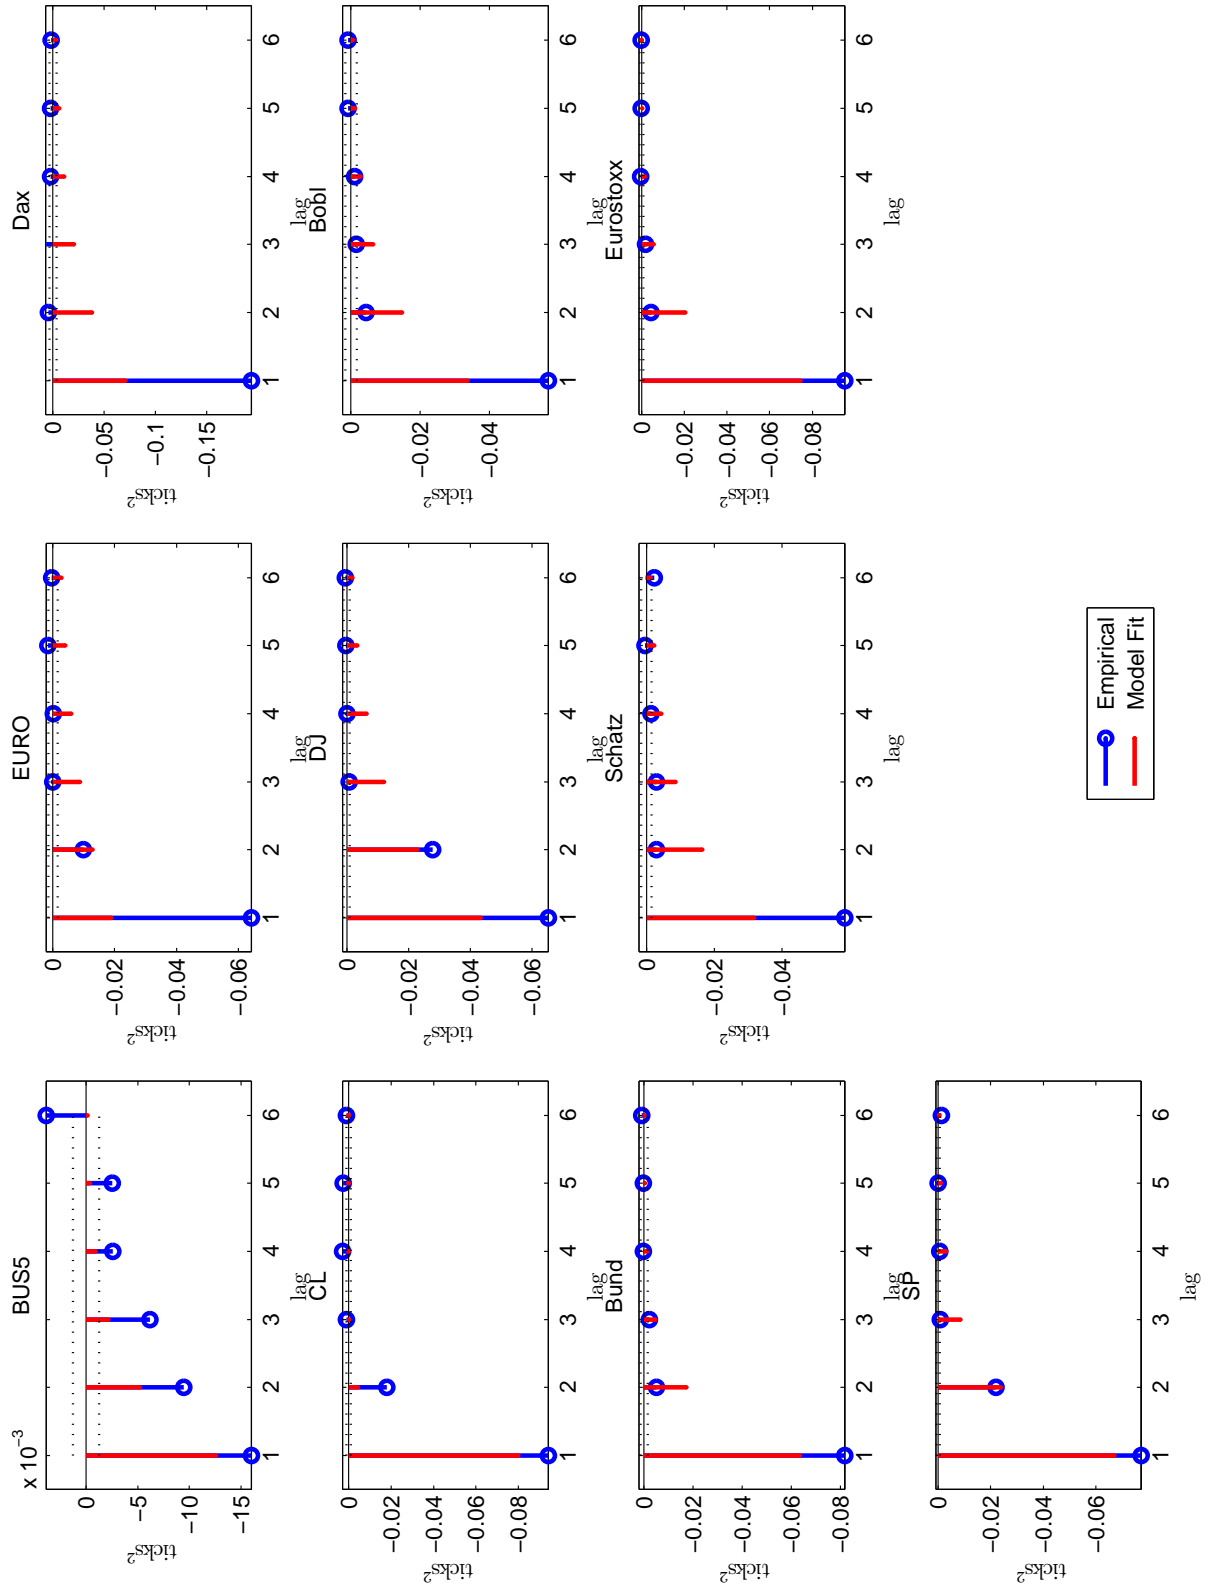 x 10⁻³
BUS5
0
−5
−10
−15
ticks²
1 2 3 4 5 6
lag
EURO
0
−0.02
−0.04
−0.06
ticks²
1 2 3 4 5 6
lag
Dax
0
−0.05
−0.1
−0.15
ticks²
1 2 3 4 5 6
lag
CL
0
−0.02
−0.04
−0.06
−0.08
ticks²
1 2 3 4 5 6
lag
DJ
0
−0.02
−0.04
−0.06
ticks²
1 2 3 4 5 6
lag
Bobl
0
−0.02
−0.04
ticks²
1 2 3 4 5 6
lag
Bund
0
−0.02
−0.04
−0.06
−0.08
ticks²
1 2 3 4 5 6
lag
Schatz
0
−0.02
−0.04
ticks²
1 2 3 4 5 6
lag
Eurostoxx
0
−0.02
−0.04
−0.06
−0.08
ticks²
1 2 3 4 5 6
lag
SP
0
−0.02
−0.04
−0.06
ticks²
1 2 3 4 5 6
lag
Empirical
Model Fit